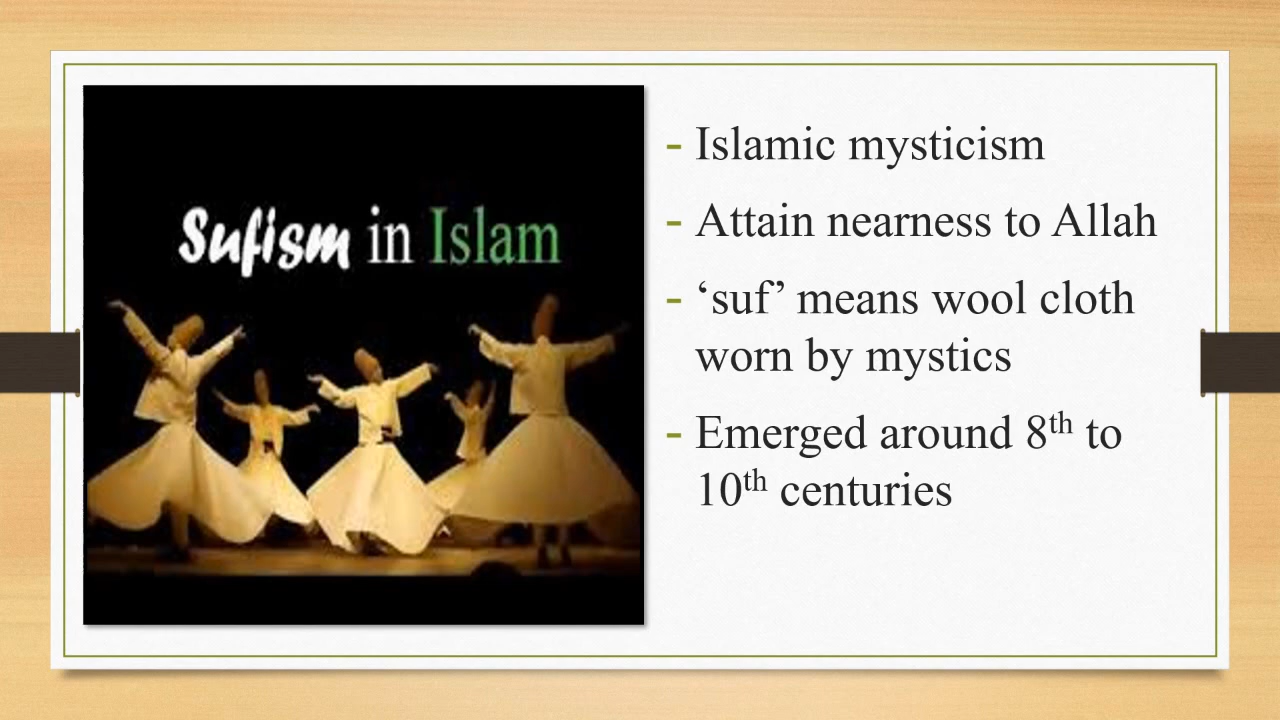 Sufism in Islam
- Islamic mysticism
- Attain nearness to Allah
- ‘suf’ means wool cloth
worn by mystics
- Emerged around 8th to
10th centuries